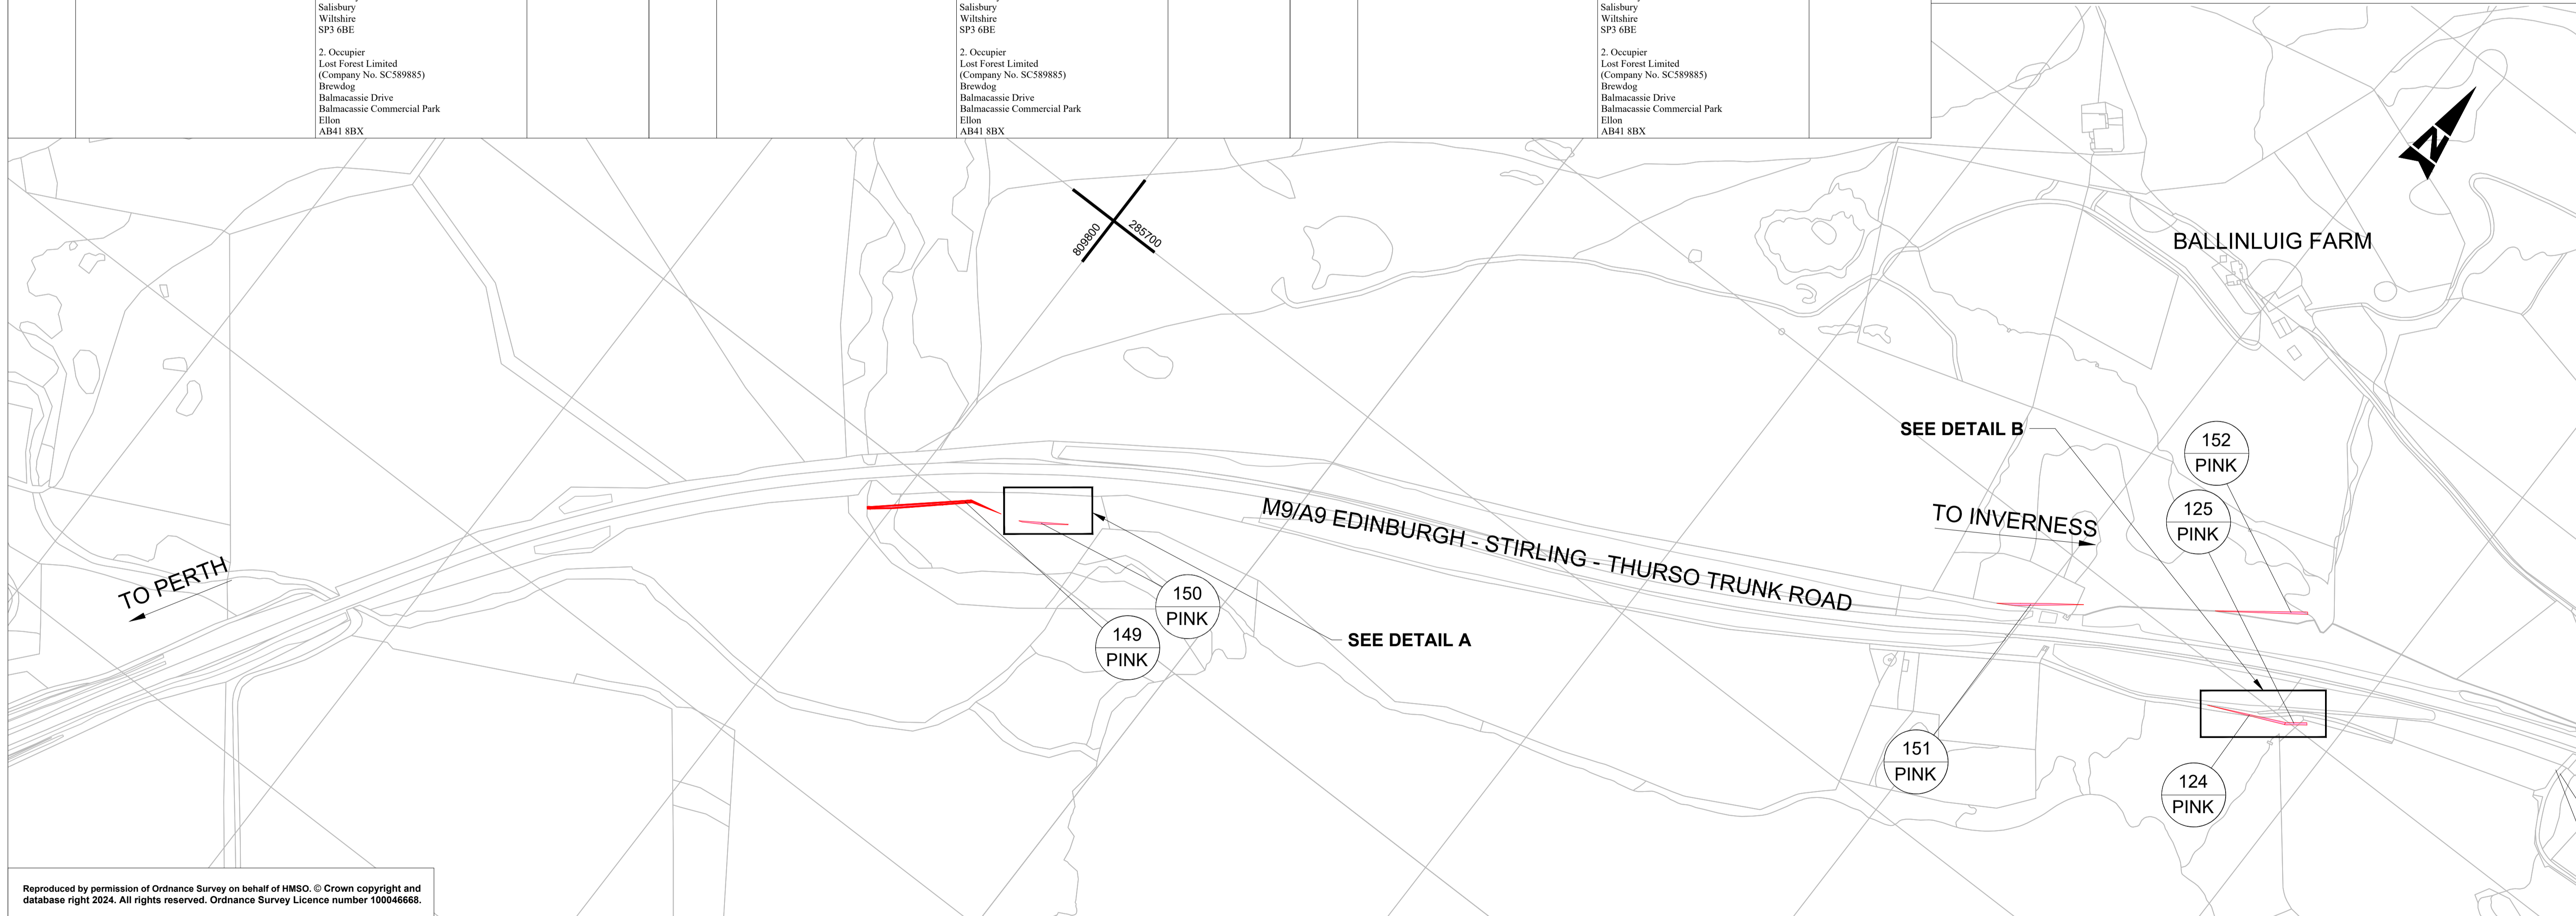 Salisbury
Wiltshire
SP3 6BE
2. Occupier
Lost Forest Limited
(Company No. SC589885)
Brewdog
Balmacassie Drive
Balmacassie Commercial Park
Ellon
AB41 8BX
Salisbury
Wiltshire
SP3 6BE
2. Occupier
Lost Forest Limited
(Company No. SC589885)
Brewdog
Balmacassie Drive
Balmacassie Commercial Park
Ellon
AB41 8BX
Salisbury
Wiltshire
SP3 6BE
2. Occupier
Lost Forest Limited
(Company No. SC589885)
Brewdog
Balmacassie Drive
Balmacassie Commercial Park
Ellon
AB41 8BX
N
809800
285700
BALLINLUIG FARM
SEE DETAIL B
152
PINK
125
PINK
TO INVERNESS
M9/A9 EDINBURGH - STIRLING - THURSO TRUNK ROAD
TO PERTH
150
PINK
149
PINK
SEE DETAIL A
151
PINK
124
PINK
Reproduced by permission of Ordnance Survey on behalf of HMSO. © Crown copyright and
database right 2024. All rights reserved. Ordnance Survey Licence number 100046668.